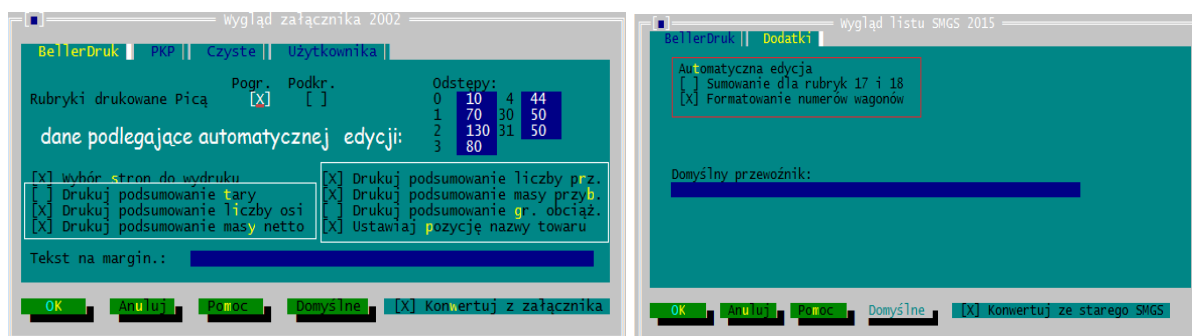 Wygląd załącznika 2002
BellerDruk PKP Czyste Użytkownika
Pogr. Podkr. Odstępy:
Rubryki drukowane Picą [X] [ ] 0 10 4 44
1 70 30 50
2 130 31 50
3 80
dane podlegające automatycznej edycji:
[X] Wybór stron do wydruku [X] Drukuj podsumowanie liczby prz.
[ ] Drukuj podsumowanie tary [X] Drukuj podsumowanie masy przyb.
[X] Drukuj podsumowanie liczby osi [ ] Drukuj podsumowanie gr. obciąż.
[X] Drukuj podsumowanie masy netto [X] Ustawiaj pozycję nazwy towaru
Tekst na margin.:
OK Anuluj Pomoc Domyślne [X] Konwertuj z załącznika
Wygląd listu SMGS 2015
BellerDruk Dodatki
Automatyczna edycja
[ ] Sumowanie dla rubryk 17 i 18
[X] Formatowanie numerów wagonów
Domyślny przewoźnik:
OK Anuluj Pomoc Domyślne [X] Konwertuj ze starego SMGS